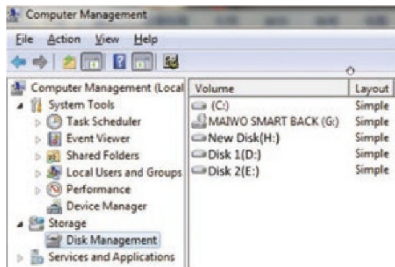 Computer Management
File Action View Help
Computer Management (Local
System Tools
Task Scheduler
Event Viewer
Shared Folders
Local Users and Groups
Performance
Device Manager
Storage
Disk Management
Services and Applications
Volume Layout
(C:) Simple
MAIWO SMART BACK (G:) Simple
New Disk(H:) Simple
Disk 1(D:) Simple
Disk 2(E:) Simple